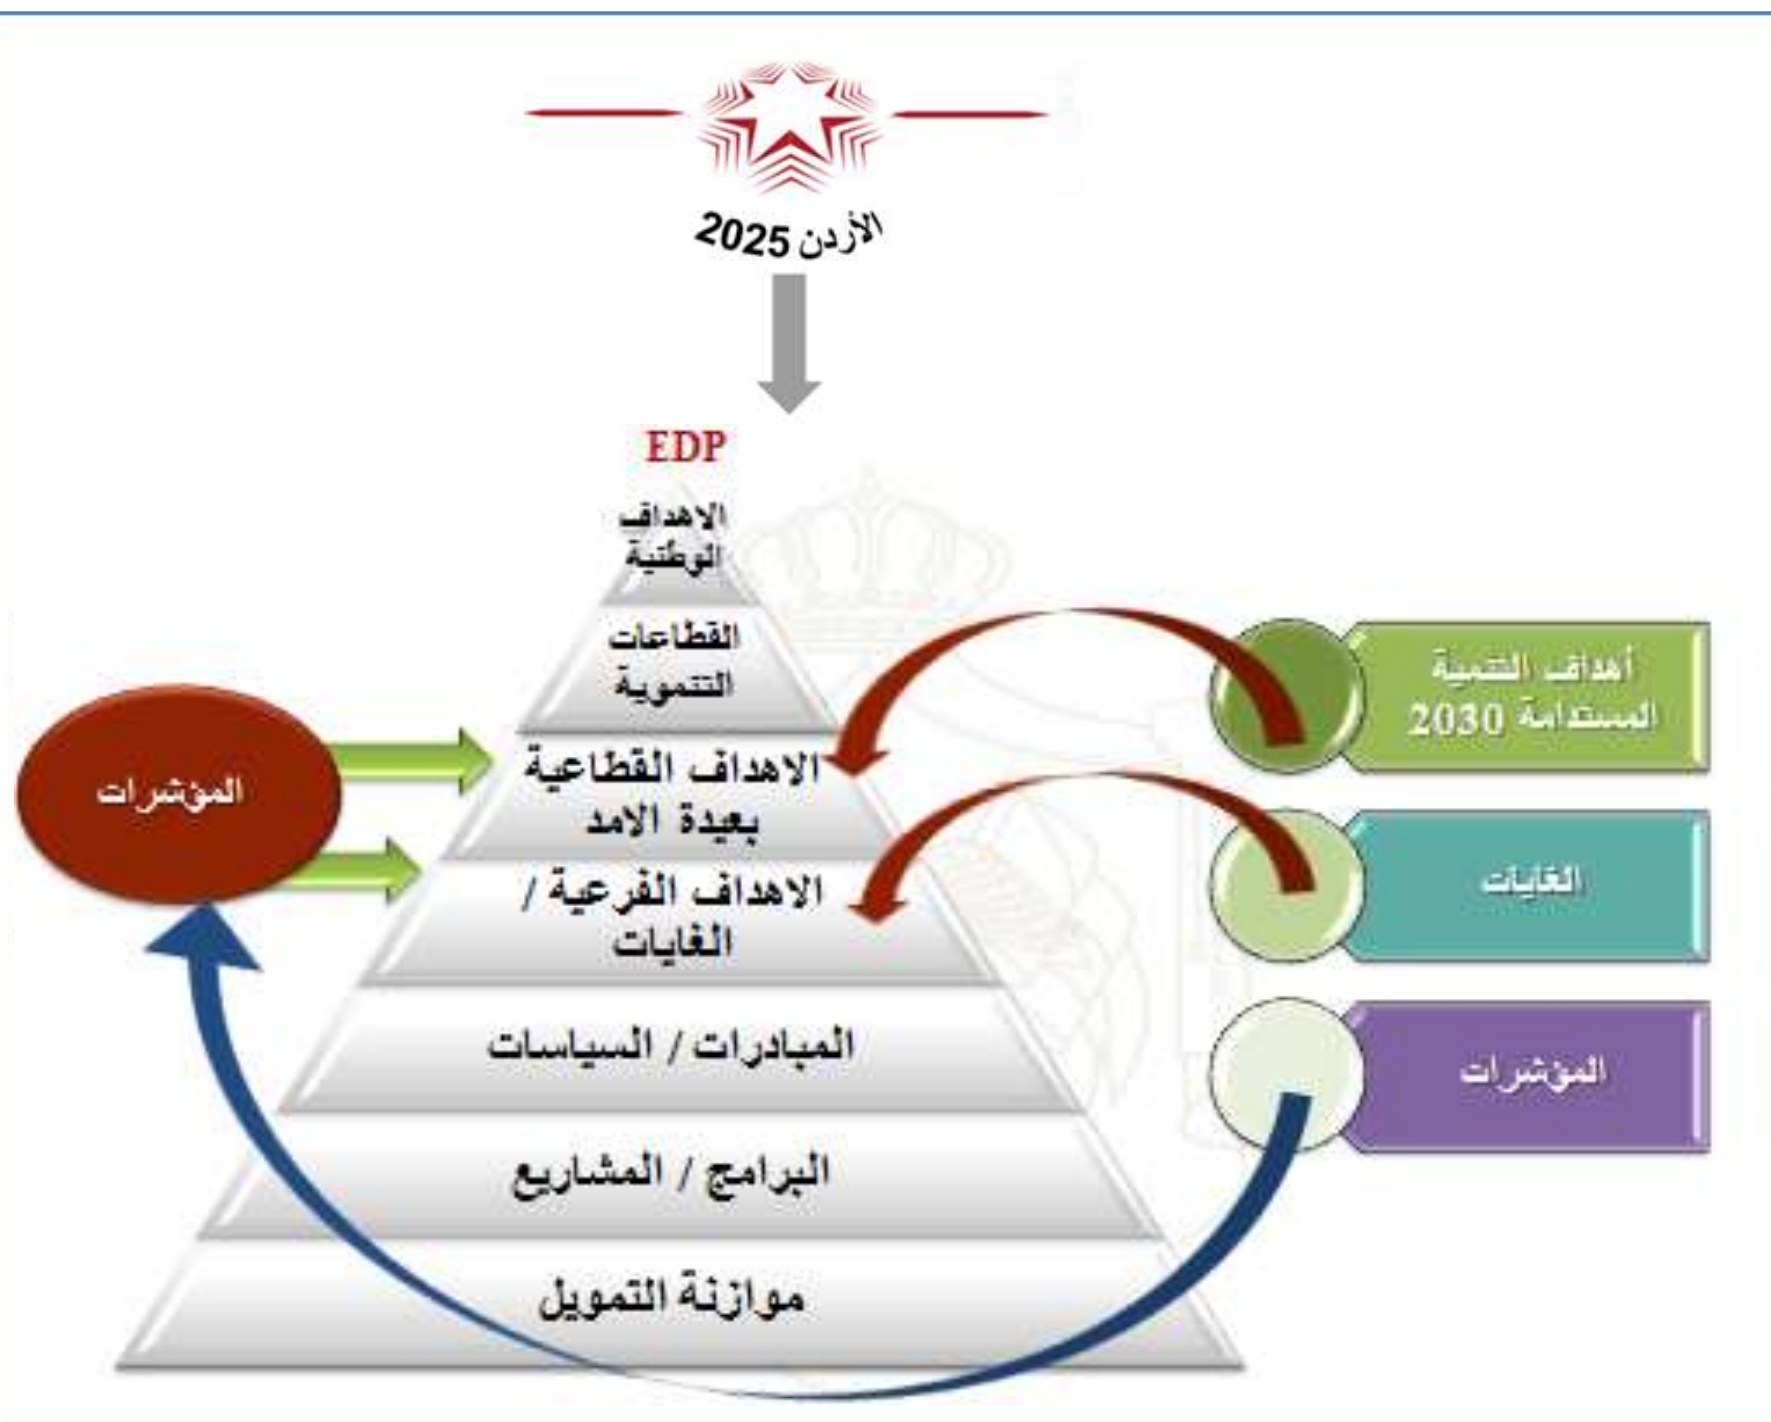 الأردن 2025
EDP
الاهداف
الوطنية
القطاعات
التنموية
الاهداف القطاعية
بعيدة الامد
الاهداف الفرعية /
الغايات
المبادرات / السياسات
البرامج / المشاريع
موازنة التمويل
المؤشرات
أهداف التنمية
المستدامة 2030
الغايات
المؤشرات